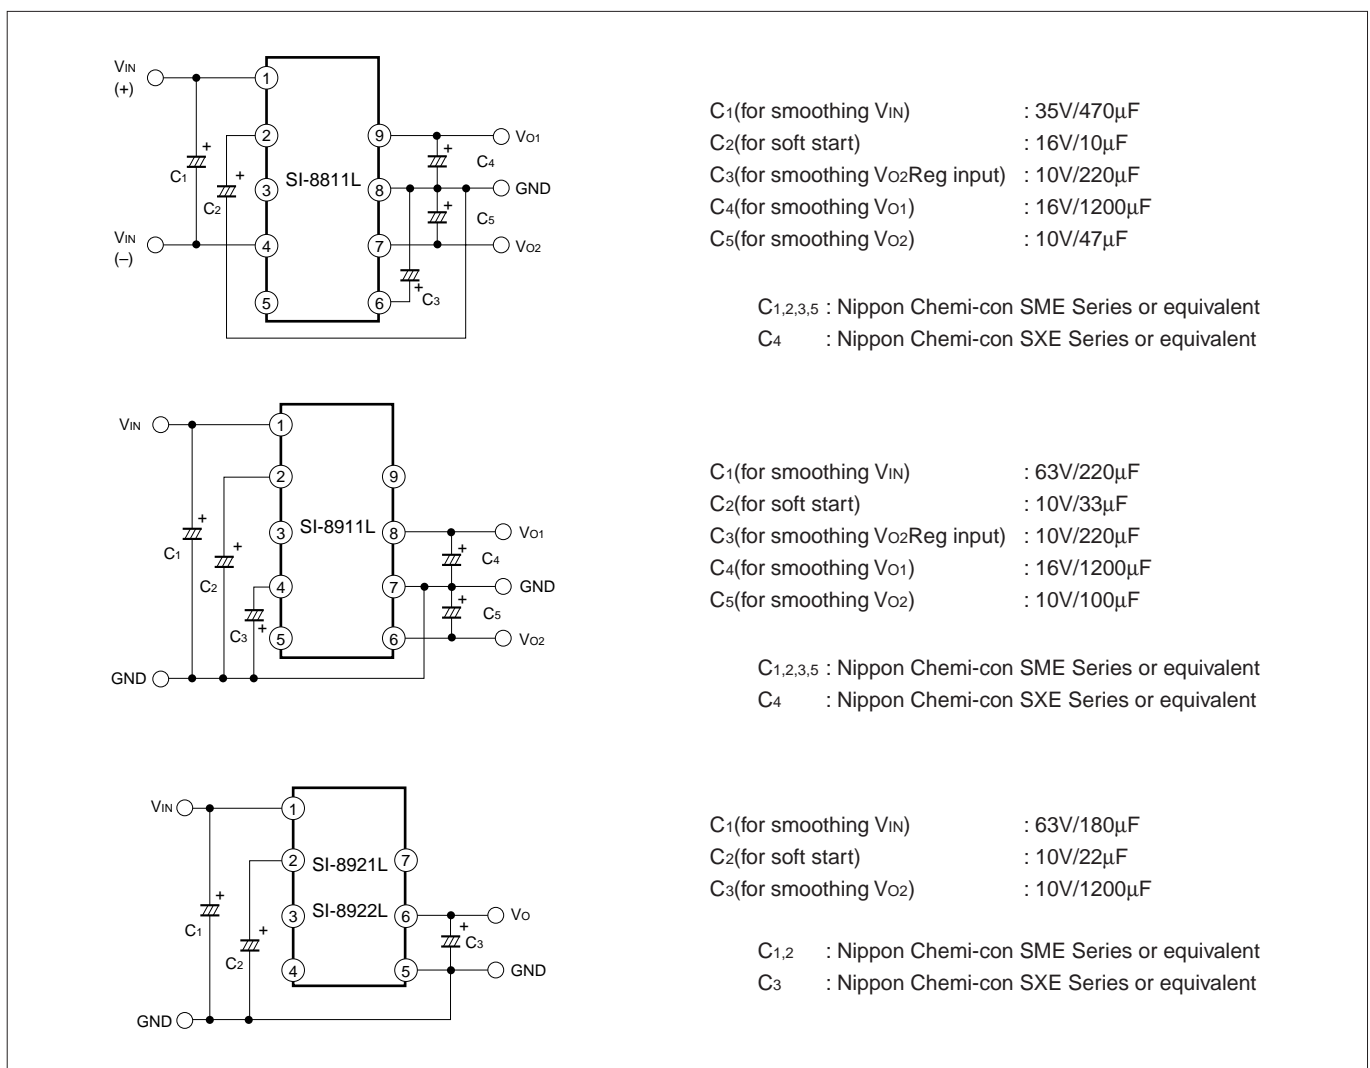 VIN
(+)
1
2
3
4
5
SI-8811L
9
8
7
6
+
C1
+
C2
+
C4
+
C5
+
C3
VO1
GND
VO2
VIN
(–)
C1(for smoothing VIN) : 35V/470µF
C2(for soft start) : 16V/10µF
C3(for smoothing VO2Reg input) : 10V/220µF
C4(for smoothing VO1) : 16V/1200µF
C5(for smoothing VO2) : 10V/47µF
C1,2,3,5 : Nippon Chemi-con SME Series or equivalent
C4 : Nippon Chemi-con SXE Series or equivalent
VIN
1
2
3
4
5
SI-8911L
9
8
7
6
+
C1
+
C2
C3
+
+
C4
+
C5
VO1
GND
VO2
GND
C1(for smoothing VIN) : 63V/220µF
C2(for soft start) : 10V/33µF
C3(for smoothing VO2Reg input) : 10V/220µF
C4(for smoothing VO1) : 16V/1200µF
C5(for smoothing VO2) : 10V/100µF
C1,2,3,5 : Nippon Chemi-con SME Series or equivalent
C4 : Nippon Chemi-con SXE Series or equivalent
VIN
1
2
3
4
SI-8921L
SI-8922L
7
6
5
+
C1
+
C2
+
C3
VO
GND
GND
C1(for smoothing VIN) : 63V/180µF
C2(for soft start) : 10V/22µF
C3(for smoothing VO2) : 10V/1200µF
C1,2 : Nippon Chemi-con SME Series or equivalent
C3 : Nippon Chemi-con SXE Series or equivalent